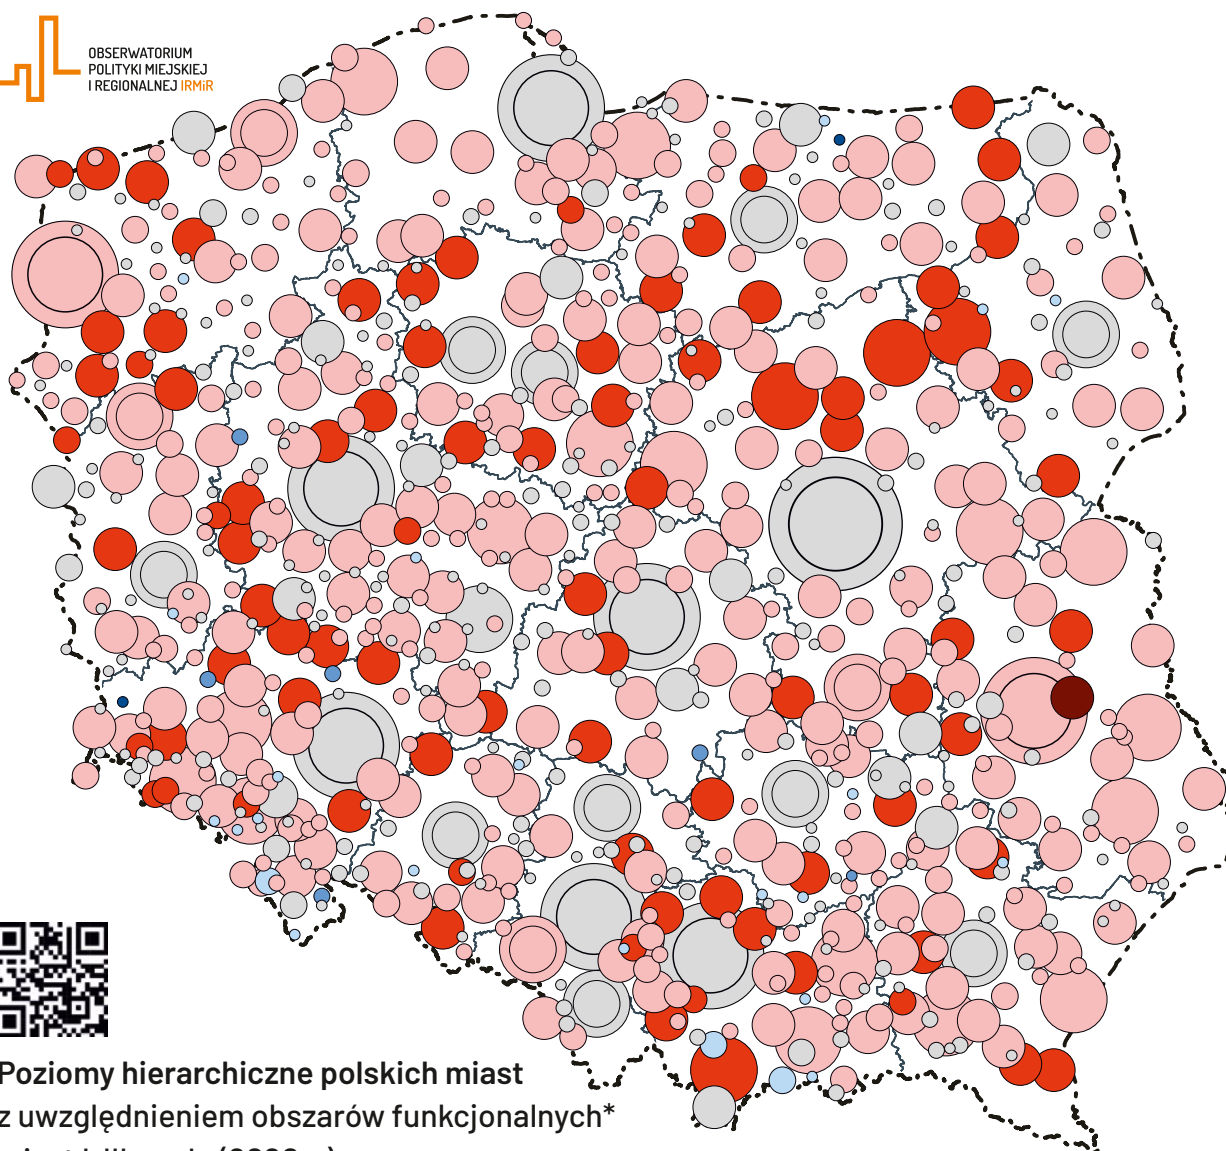 OBSERWATORIUM
POLITYKI MIEJSKIEJ
I REGIONALNEJ IRMiR
Poziomy hierarchiczne polskich miast
z uwzględnieniem obszarów funkcjonalnych*